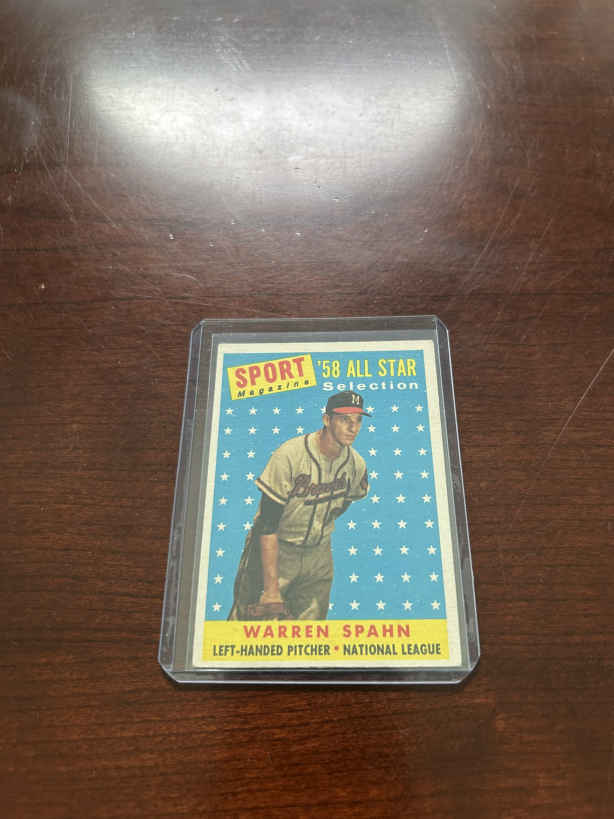 SPORT
Magazine
'58 ALL STAR
Selection
M
Braves
WARREN SPAHN
LEFT-HANDED PITCHER • NATIONAL LEAGUE